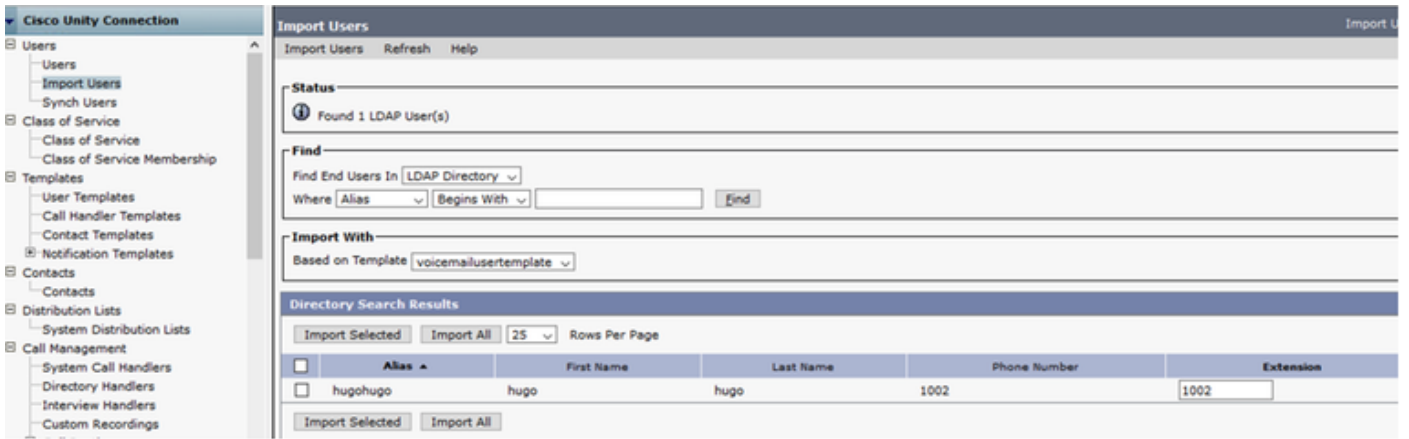 Cisco Unity Connection
Users
Users
Import Users
Synch Users
Class of Service
Class of Service
Class of Service Membership
Templates
User Templates
Call Handler Templates
Contact Templates
Notification Templates
Contacts
Contacts
Distribution Lists
System Distribution Lists
Call Management
System Call Handlers
Directory Handlers
Interview Handlers
Custom Recordings
Import Users
Import U
Import Users Refresh Help
Status
Found 1 LDAP User(s)
Find
Find End Users In LDAP Directory
Where Alias Begins With Find
Import With
Based on Template voicemailusertemplate
Directory Search Results
Import Selected Import All 25 Rows Per Page
Alias First Name Last Name Phone Number Extension
hugohugo hugo hugo 1002 1002
Import Selected Import All